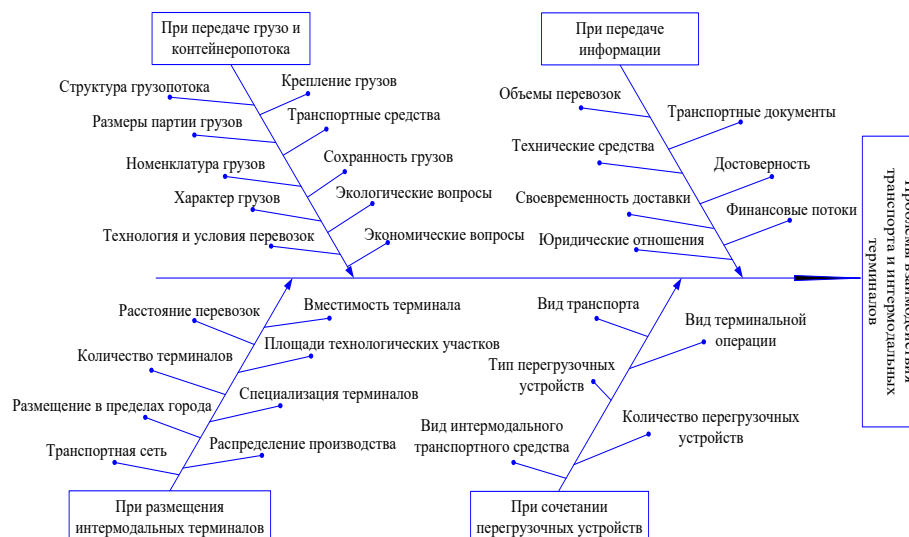 При передаче грузо и
контейнеропотока
При передаче
информации
Структура грузопотока
Крепление грузов
Размеры партии грузов
Транспортные средства
Номенклатура грузов
Сохранность грузов
Характер грузов
Экологические вопросы
Технология и условия перевозок
Экономические вопросы
Объемы перевозок
Транспортные документы
Технические средства
Достоверность
Своевременность доставки
Финансовые потоки
Юридические отношения
транспорта и интермодальных
терминалов
Расстояние перевозок
Вместимость терминала
Количество терминалов
Площади технологических участков
Размещение в пределах города
Специализация терминалов
Транспортная сеть
Распределение производства
Вид транспорта
Вид терминальной
операции
Тип перегрузочных
устройств
Количество перегрузочных
устройств
Вид интермодального
транспортного средства
При размещения
интермодальных терминалов
При сочетании
перегрузочных устройств